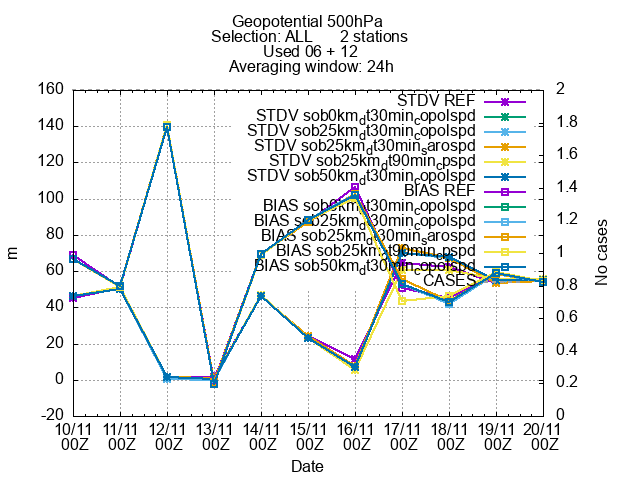 Geopotential 500hPa
Selection: ALL 2 stations
Used 06 + 12
Averaging window: 24h
160
140
120
100
80
60
40
20
0
-20
m
2
1.8
1.6
1.4
1.2
1
0.8
0.6
0.4
0.2
0
No cases
STDV REF
STDV sob0km_dt30min_copolspd
STDV sob25km_dt30min_copolspd
STDV sob25km_dt30min_sarospd
STDV sob25km_dt90min_cpspd
STDV sob50km_dt30min_copolspd
BIAS REF
BIAS sob0km_dt30min_copolspd
BIAS sob25km_dt30min_copolspd
BIAS sob25km_dt30min_sarospd
BIAS sob25km_dt90min_cpspd
BIAS sob50km_dt30min_copolspd
CASES
10/11 11/11 12/11 13/11 14/11 15/11 16/11 17/11 18/11 19/11 20/11
00Z 00Z 00Z 00Z 00Z 00Z 00Z 00Z 00Z 00Z 00Z
Date